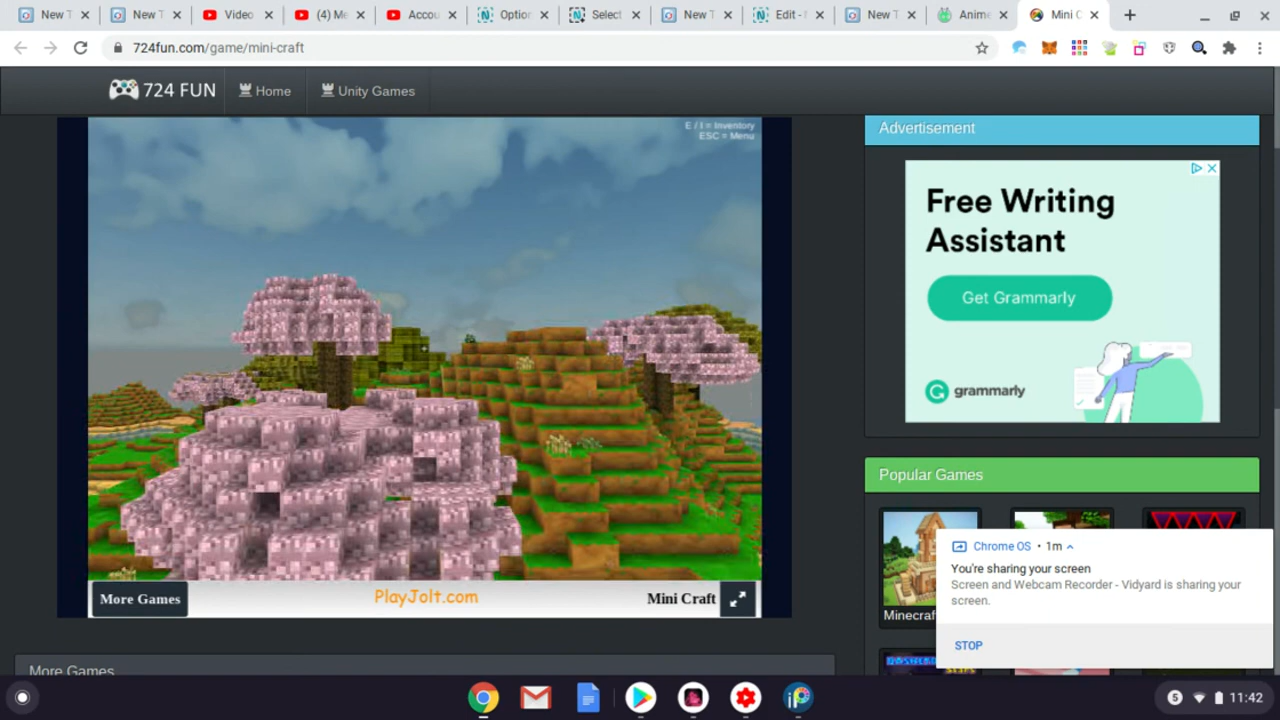 New T
New T
Video
(4) Me
Accou
Option
Select
New T
Edit - N
New T
Anime
Mini C
724fun.com/game/mini-craft
724 FUN
Home
Unity Games
E / I = Inventory
ESC = Menu
Advertisement
Free Writing
Assistant
Get Grammarly
grammarly
Popular Games
Minecraf
Chrome OS • 1m
You're sharing your screen
Screen and Webcam Recorder - Vidyard is sharing your
screen.
STOP
More Games
PlayJolt.com
Mini Craft
More Games
5
11:42